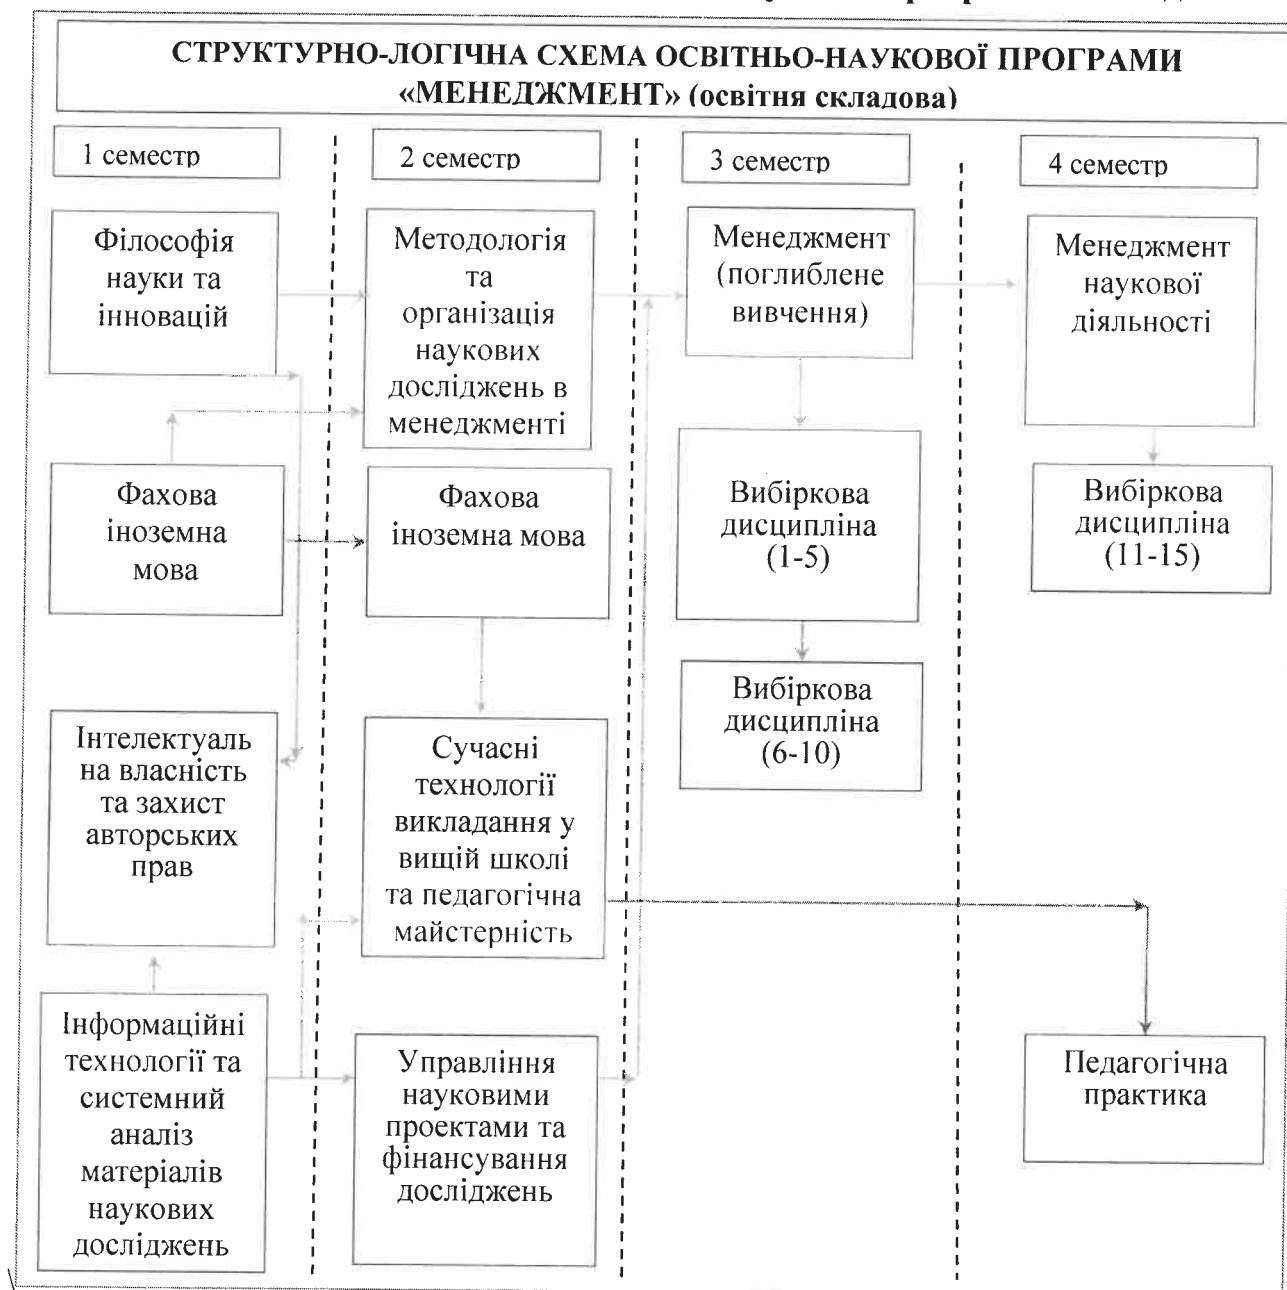 СТРУКТУРНО-ЛОГІЧНА СХЕМА ОСВІТНЬО-НАУКОВОЇ ПРОГРАМИ
«МЕНЕДЖМЕНТ» (освітня складова)
1 семестр
2 семестр
3 семестр
4 семестр
Філософія
науки та
інновацій
Методологія
та
організація
наукових
досліджень в
менеджменті
Менеджмент
(поглиблене
вивчення)
Менеджмент
наукової
діяльності
Фахова
іноземна
мова
Фахова
іноземна мова
Вибіркова
дисципліна
(1-5)
Вибіркова
дисципліна
(11-15)
Вибіркова
дисципліна
(6-10)
Інтелектуаль
на власність
та захист
авторських
прав
Сучасні
технології
викладання у
вищій школі
та педагогічна
майстерність
Інформаційні
технології та
системний
аналіз
матеріалів
наукових
досліджень
Управління
науковими
проектами та
фінансування
досліджень
Педагогічна
практика